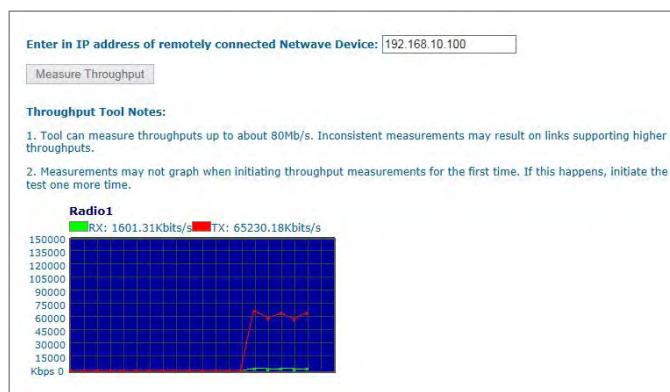 Enter in IP address of remotely connected Netwave Device: 192.168.10.100
Measure Throughput
Throughput Tool Notes:
1. Tool can measure throughputs up to about 80Mb/s. Inconsistent measurements may result on links supporting higher
throughputs.
2. Measurements may not graph when initiating throughput measurements for the first time. If this happens, initiate the
test one more time.
Radio1
RX: 1601.31Kbits/s TX: 65230.18Kbits/s
150000
135000
120000
105000
90000
75000
60000
45000
30000
15000
Kbps 0